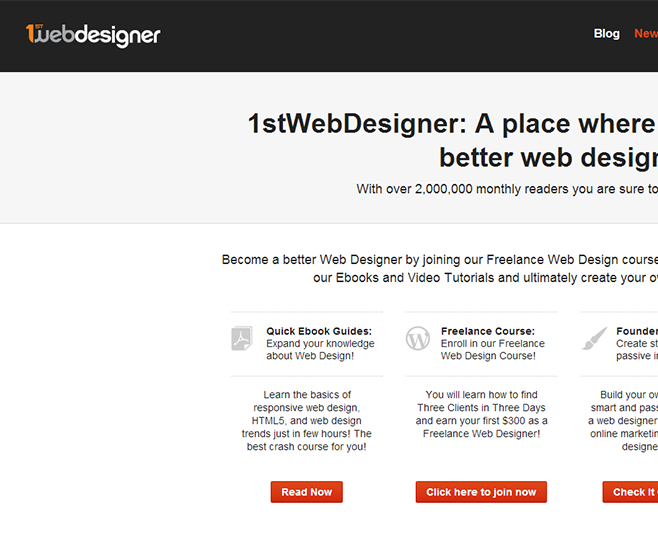 1STwebdesigner
Blog New
1stWebDesigner: A place where
better web design
With over 2,000,000 monthly readers you are sure to
Become a better Web Designer by joining our Freelance Web Design course
our Ebooks and Video Tutorials and ultimately create your ow
Quick Ebook Guides:
Expand your knowledge
about Web Design!
Learn the basics of
responsive web design,
HTML5, and web design
trends just in few hours! The
best crash course for you!
Read Now
Freelance Course:
Enroll in our Freelance
Web Design Course!
You will learn how to find
Three Clients in Three Days
and earn your first $300 as a
Freelance Web Designer!
Click here to join now
Founder
Create st
passive in
Build your ow
smart and pass
a web designer
online marketin
designe
Check It